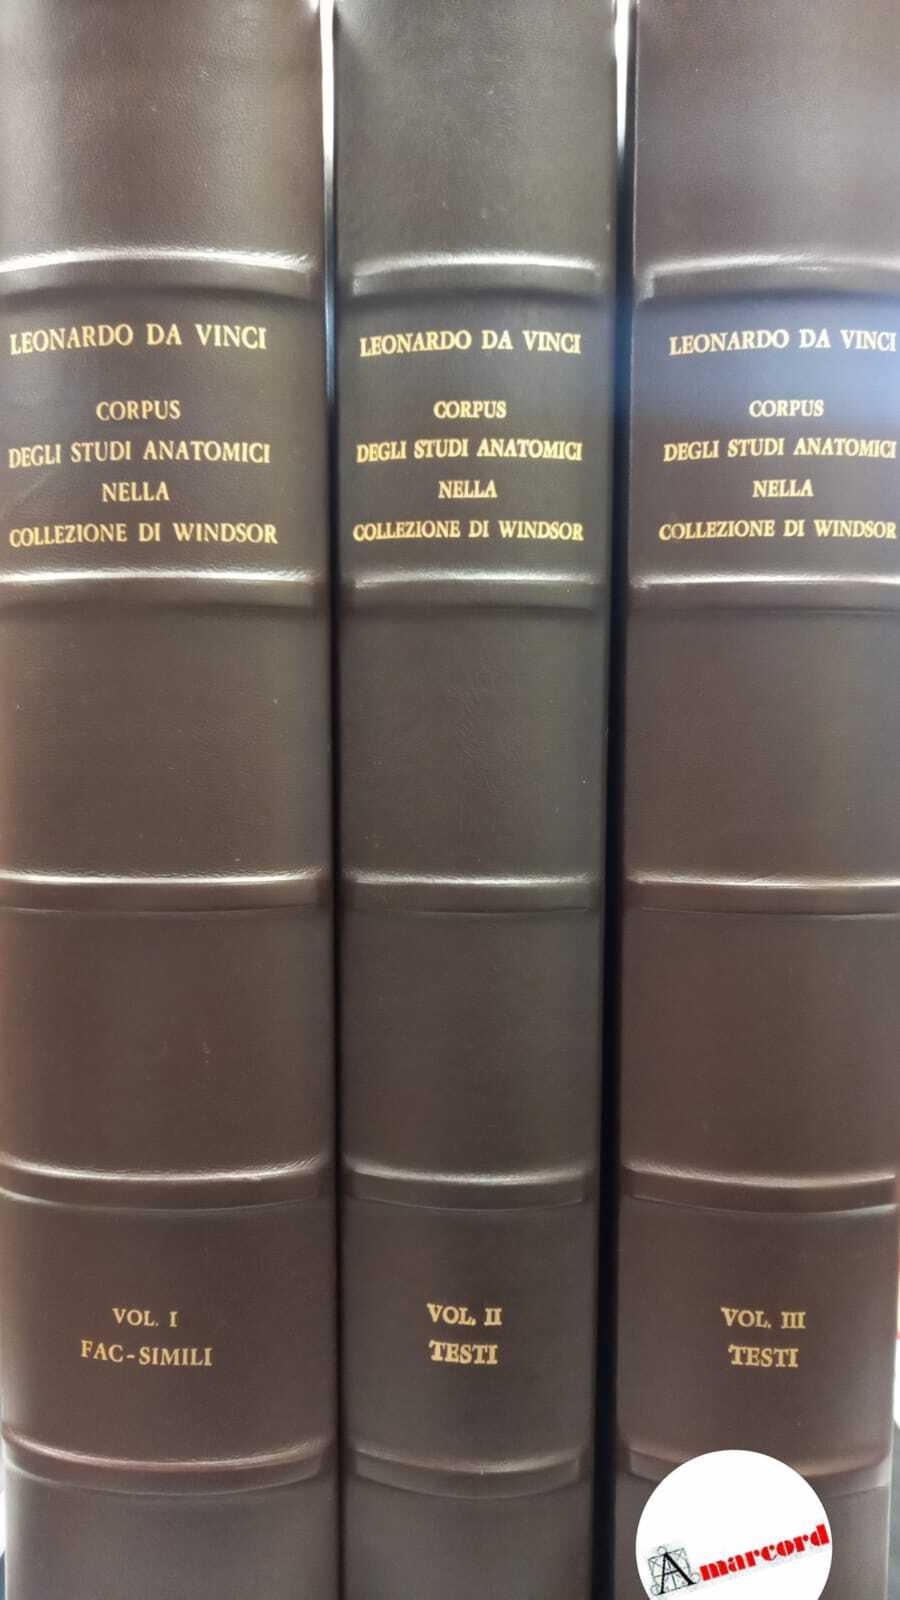 LEONARDO DA VINCI
CORPUS
DEGLI STUDI ANATOMICI
NELLA
COLLEZIONE DI WINDSOR
VOL. I
FAC-SIMILI
LEONARDO DA VINCI
CORPUS
DEGLI STUDI ANATOMICI
NELLA
COLLEZIONE DI WINDSOR
VOL. II
TESTI
LEONARDO DA VINCI
CORPUS
DEGLI STUDI ANATOMICI
NELLA
COLLEZIONE DI WINDSOR
VOL. III
TESTI
Amarcord